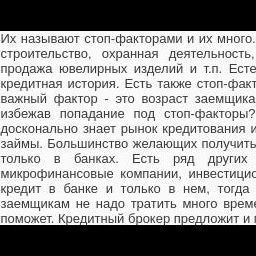 Их называют стоп-факторами и их много.
строительство, охранная деятельность,
продажа ювелирных изделий и т.п. Есте
кредитная история. Есть также стоп-факт
важный фактор - это возраст заемщика
избежав попадание под стоп-факторы?
досконально знает рынок кредитования и
займы. Большинство желающих получить
только в банках. Есть ряд других
микрофинансовые компании, инвестицио
кредит в банке и только в нем, тогда
заемщикам не надо тратить много време
поможет. Кредитный брокер предложит и п